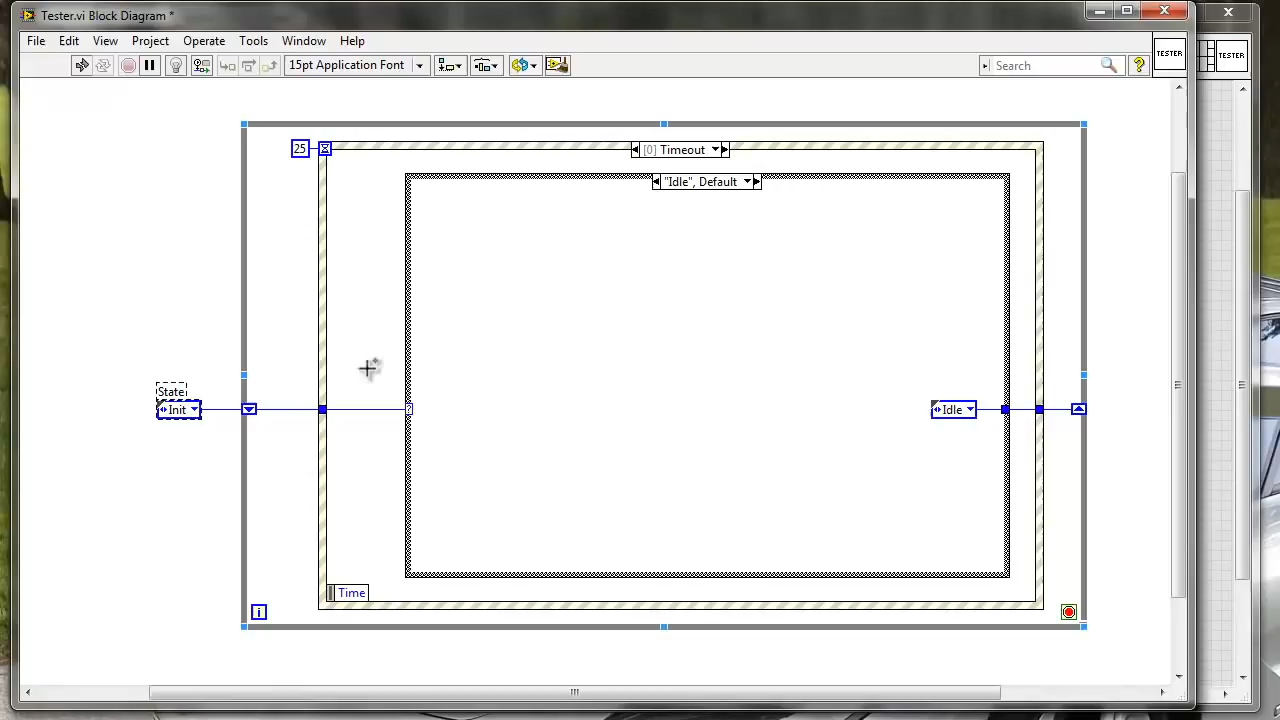 Tester.vi Block Diagram *
File Edit View Project Operate Tools Window Help
15pt Application Font
Search
?
TESTER
TESTER
25
[0] Timeout
"Idle", Default
State
Init
?
Idle
Time
i